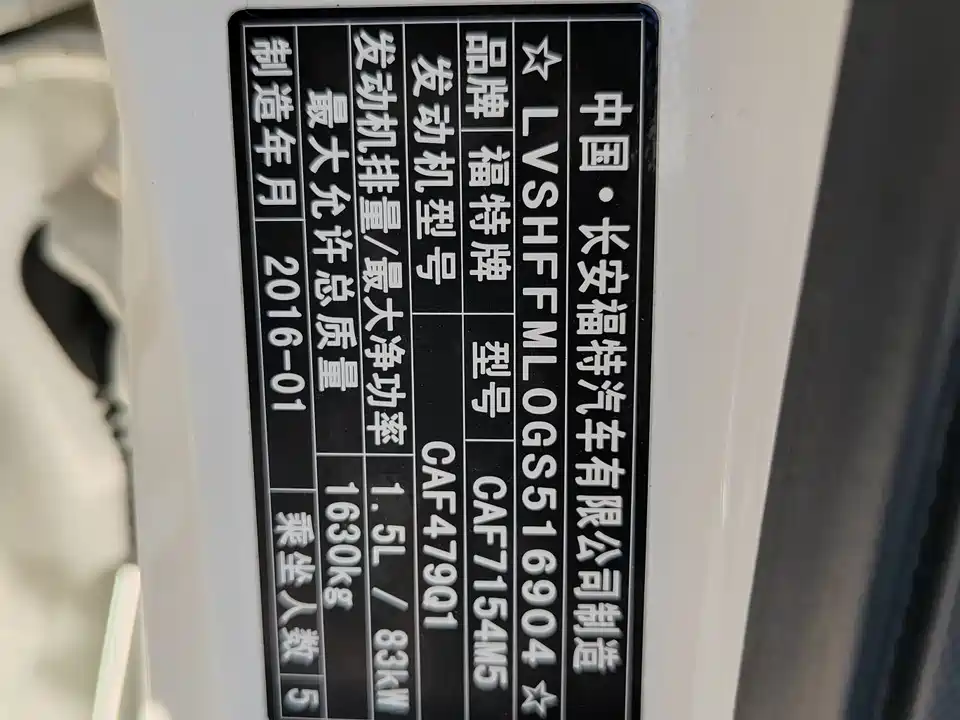 中国·长安福特汽车有限公司制造
☆ LVSHFFML0GS516904 ☆
品牌 福特牌 型号 CAF7154M5
发动机型号 CAF479Q1
发动机排量/最大净功率 1.5L / 83kW
最大允许总质量 1630kg
制造年月 2016-01 乘坐人数 5